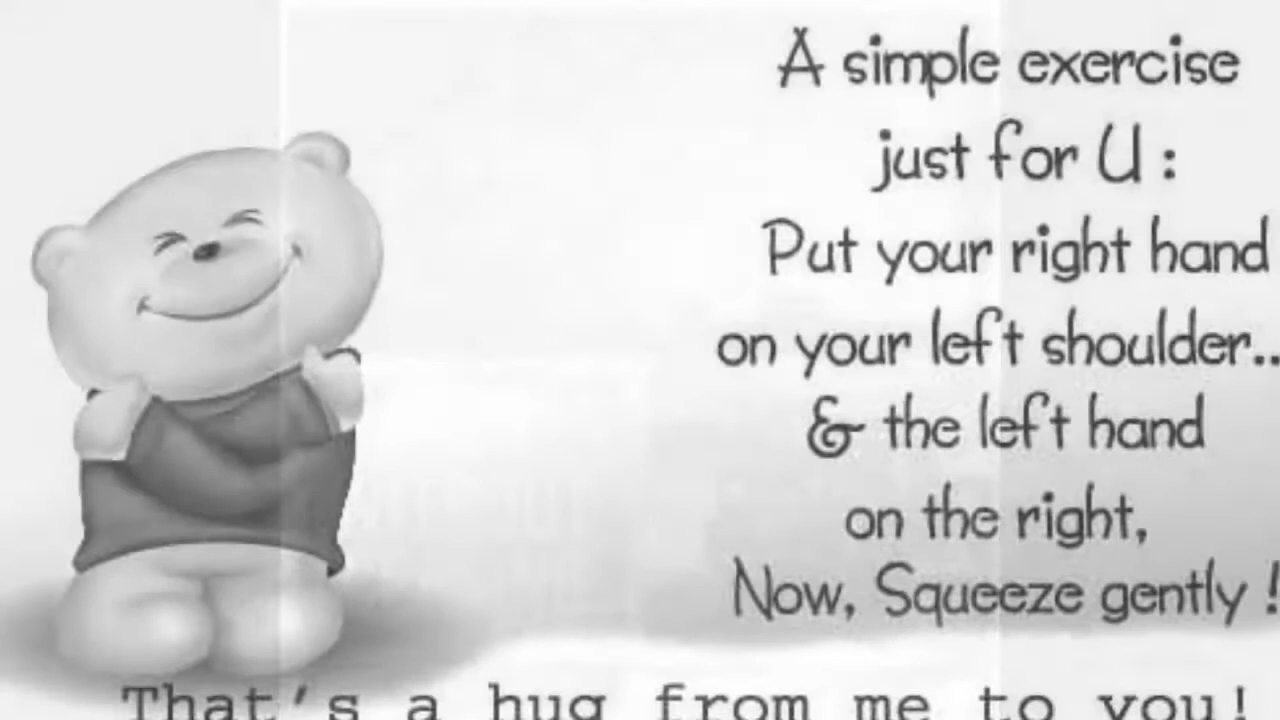 A simple exercise
just for U :
Put your right hand
on your left shoulder..
& the left hand
on the right,
Now, Squeeze gently !
That's a hug from me to you!